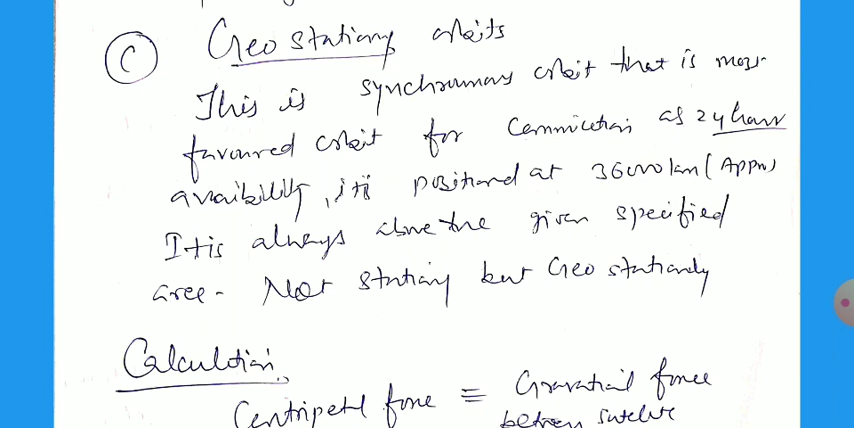 (C) Geo stationary orbits
This is synchronous orbit that is most
favoured orbit for Communication as 24 hour
availbility, it is positioned at 36000 km (Appro)
It is always above the given specified
area - Not stationary but Geo stationary
Calculation
Centripetal force = Gravitational force
between satelite